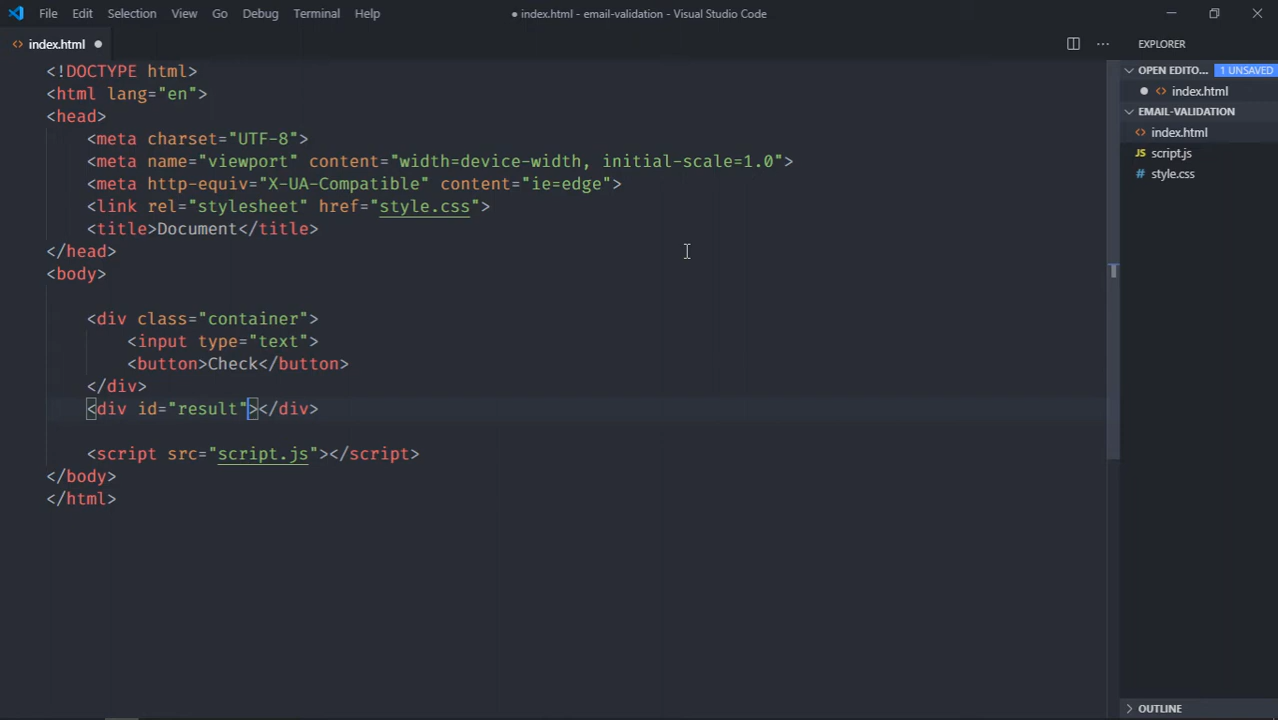 File Edit Selection View Go Debug Terminal Help
● index.html - email-validation - Visual Studio Code
<> index.html ●
<!DOCTYPE html>
<html lang="en">
<head>
    <meta charset="UTF-8">
    <meta name="viewport" content="width=device-width, initial-scale=1.0">
    <meta http-equiv="X-UA-Compatible" content="ie=edge">
    <link rel="stylesheet" href="style.css">
    <title>Document</title>
</head>
<body>
    <div class="container">
        <input type="text">
        <button>Check</button>
    </div>
    <div id="result"></div>
    <script src="script.js"></script>
</body>
</html>
EXPLORER
OPEN EDITO... 1 UNSAVED
● <> index.html
EMAIL-VALIDATION
<> index.html
JS script.js
# style.css
OUTLINE